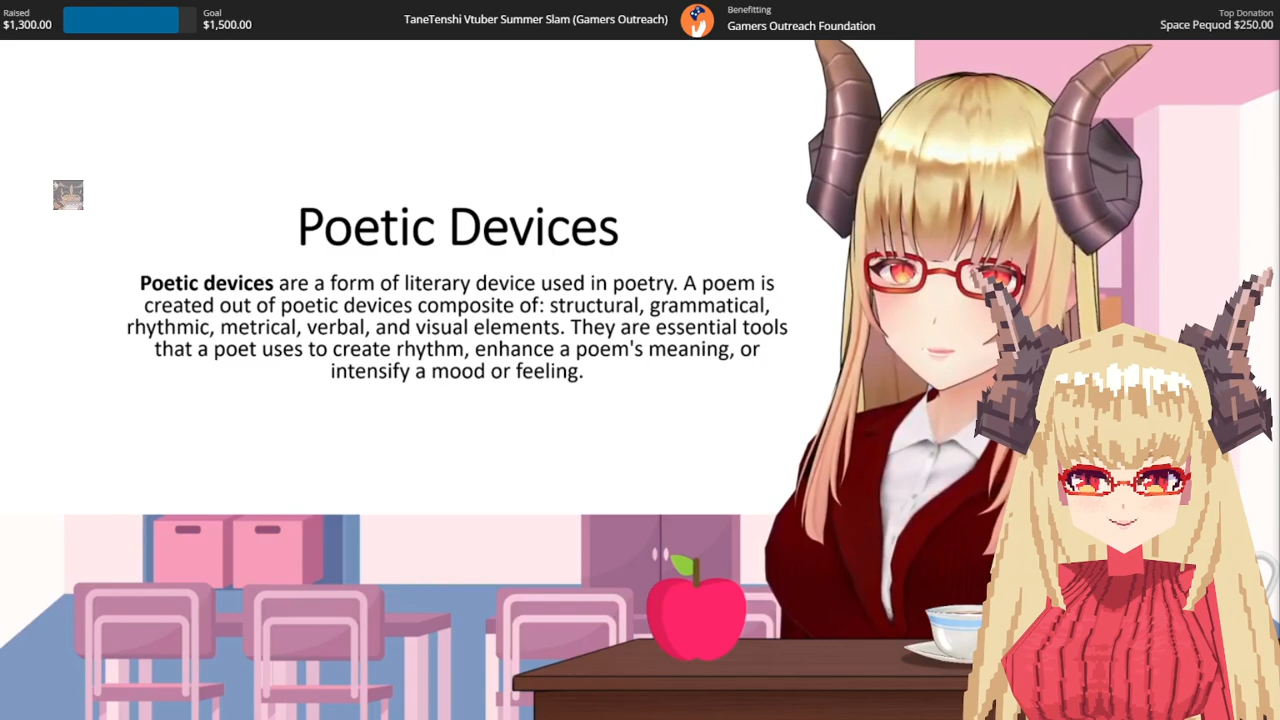 Raised
$1,300.00
Goal
$1,500.00
TaneTenshi Vtuber Summer Slam (Gamers Outreach)
Benefitting
Gamers Outreach Foundation
Top Donation
Space Pequod $250.00
Poetic Devices
Poetic devices are a form of literary device used in poetry. A poem is
created out of poetic devices composite of: structural, grammatical,
rhythmic, metrical, verbal, and visual elements. They are essential tools
that a poet uses to create rhythm, enhance a poem's meaning, or
intensify a mood or feeling.